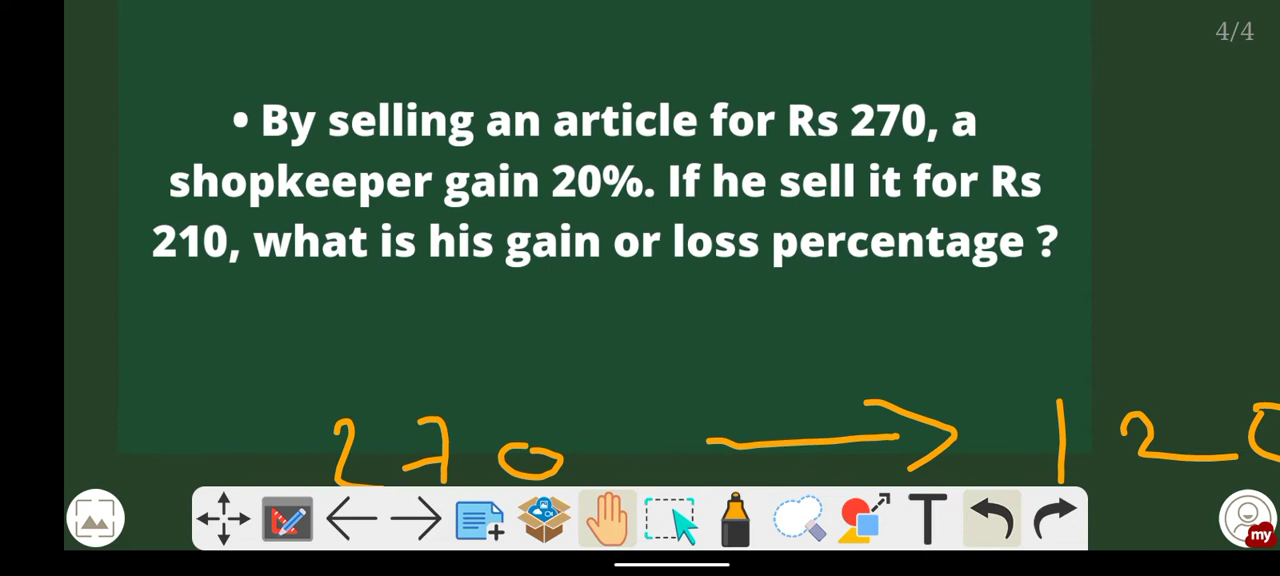 4/4
• By selling an article for Rs 270, a
shopkeeper gain 20%. If he sell it for Rs
210, what is his gain or loss percentage ?
270 → 120
T
my